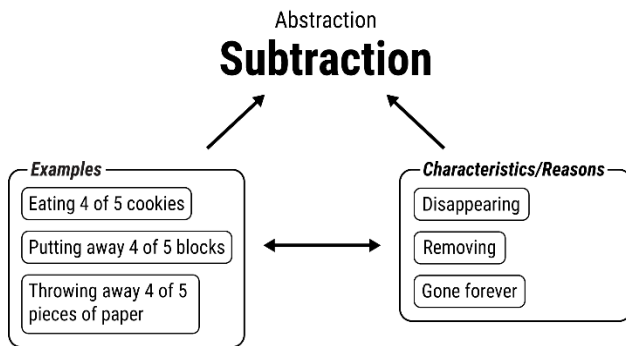 Abstraction
Subtraction
Examples
Eating 4 of 5 cookies
Putting away 4 of 5 blocks
Throwing away 4 of 5
pieces of paper
Characteristics/Reasons
Disappearing
Removing
Gone forever